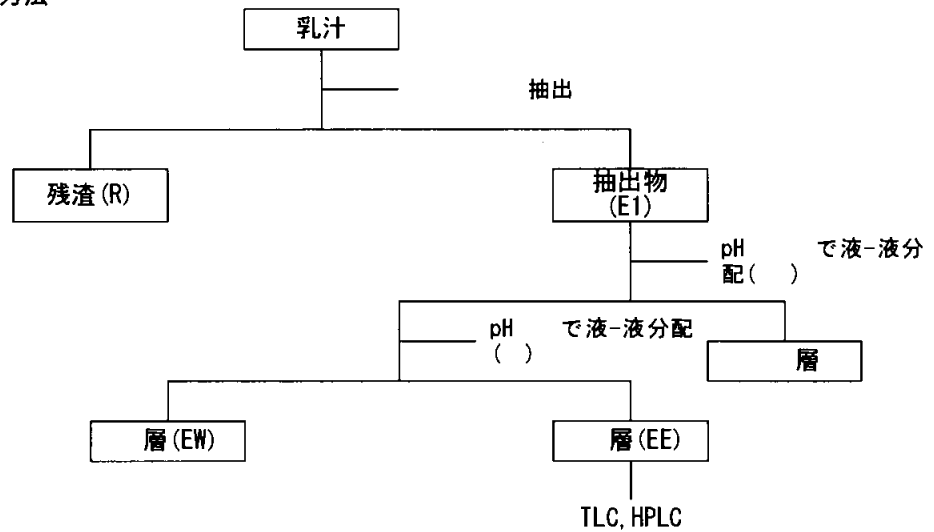 方法
乳汁
抽出
残渣(R)
抽出物
(E1)
pH で液-液分
配( )
pH で液-液分配
( )
層
層(EW)
層(EE)
TLC, HPLC